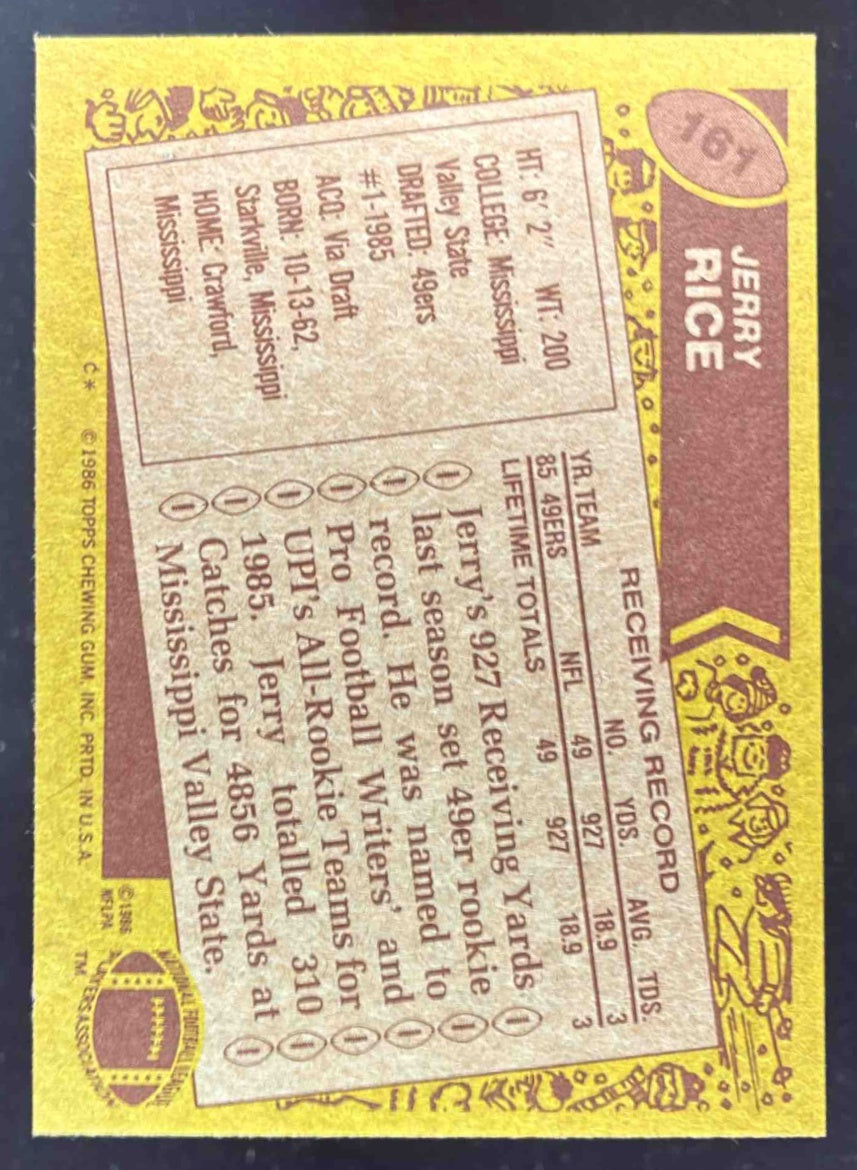 161
JERRY
RICE
HT: 6' 2" WT: 200
COLLEGE: Mississippi
Valley State
DRAFTED: 49ers
#1-1985
ACQ: Via Draft
BORN: 10-13-62,
Starkville, Mississippi
HOME: Crawford,
Mississippi
RECEIVING RECORD
YR. TEAM NO. YDS. AVG. TDS.
85 49ERS NFL 49 927 18.9 3
LIFETIME TOTALS 49 927 18.9 3
Jerry's 927 Receiving Yards
last season set 49er rookie
record. He was named to
Pro Football Writers' and
UPI's All-Rookie Teams for
1985. Jerry totalled 310
Catches for 4856 Yards at
Mississippi Valley State.
C* © 1986 TOPPS CHEWING GUM, INC. PRTD. IN U.S.A.
© 1986
NFLPA
NATIONAL FOOTBALL LEAGUE
PLAYERS ASSOCIATION
TM